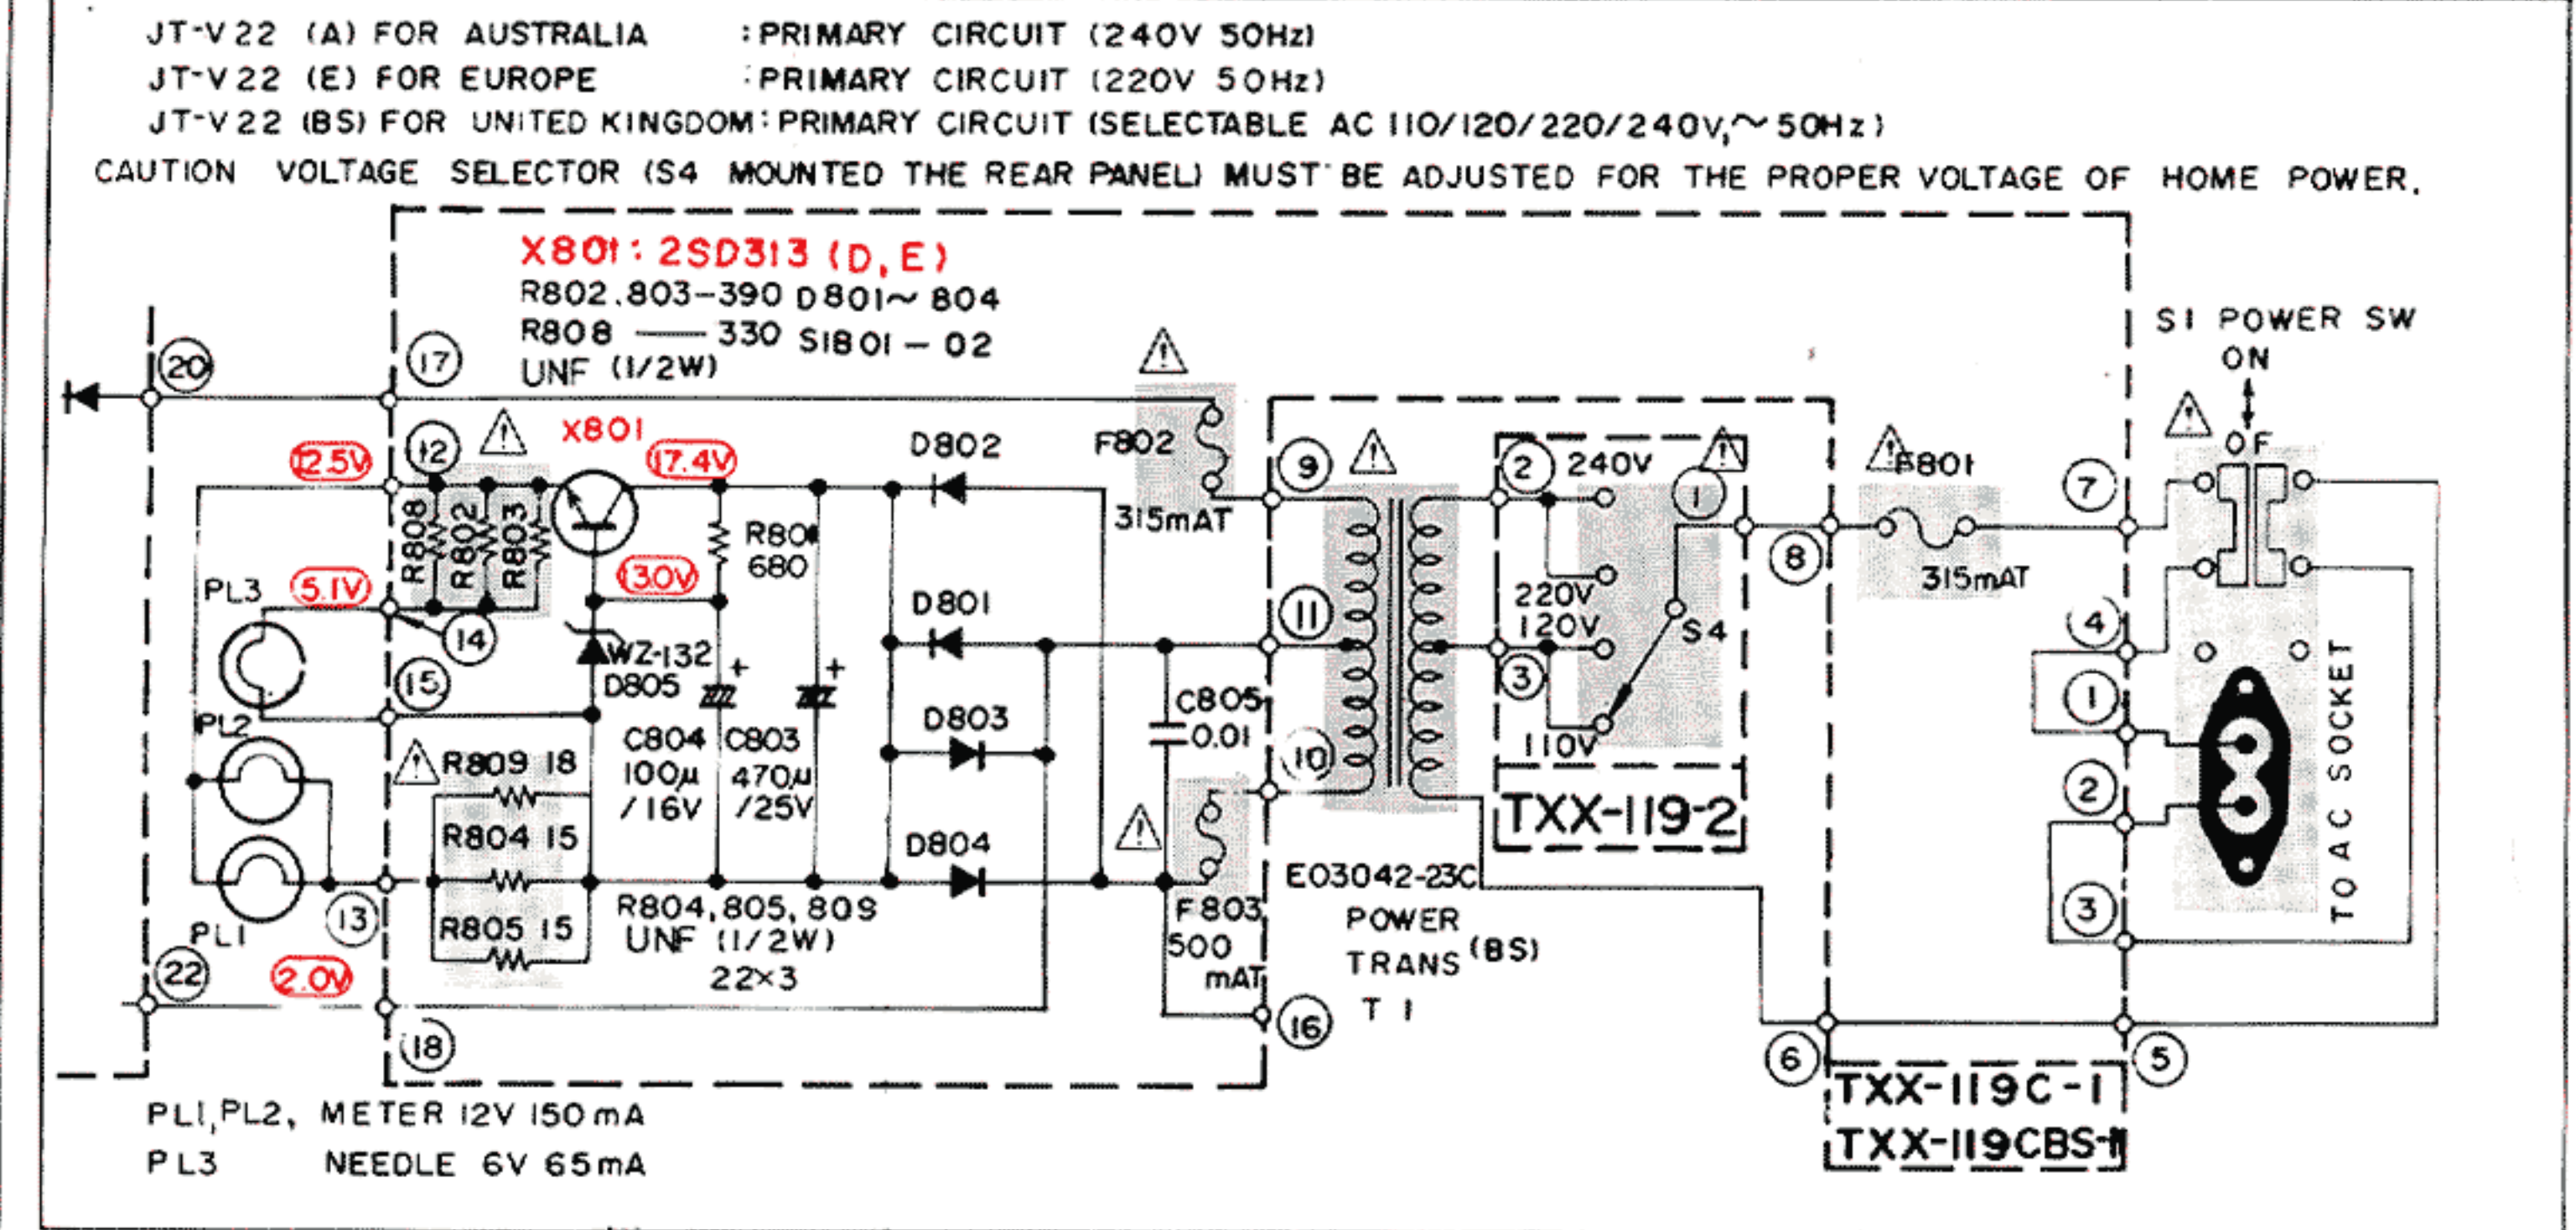 JT-V22 (A) FOR AUSTRALIA : PRIMARY CIRCUIT (240V 50Hz)
JT-V22 (E) FOR EUROPE : PRIMARY CIRCUIT (220V 50Hz)
JT-V22 (BS) FOR UNITED KINGDOM : PRIMARY CIRCUIT (SELECTABLE AC 110/120/220/240V,~50Hz)
CAUTION VOLTAGE SELECTOR (S4 MOUNTED THE REAR PANEL) MUST BE ADJUSTED FOR THE PROPER VOLTAGE OF HOME POWER.
X801: 2SD313 (D,E)
R802.803-390 D801~804
R808 — 330 S1B01-02
UNF (1/2W)
S1 POWER SW
ON
OF
20
17
12.5V
12
X801
17.4V
D802
F802
315mAT
9
2
240V
1
F801
315mAT
7
R808
R802
R803
R801
680
13.0V
8
220V
120V
S4
3
110V
PL3
5.1V
14
D801
11
4
WZ-132
D805
15
PL2
+
+
C804
100μ
/16V
C803
470μ
/25V
D803
C805
0.01
10
1
2
3
TO AC SOCKET
R809 18
R804 15
R805 15
D804
TXX-119-2
13
PL1
R804,805,809
UNF (1/2W)
22×3
F803
500
mAT
E03042-23C
POWER
TRANS (BS)
T1
22
2.0V
18
16
6
5
TXX-119C-1
TXX-119CBS-1
PL1,PL2, METER 12V 150mA
PL3 NEEDLE 6V 65mA